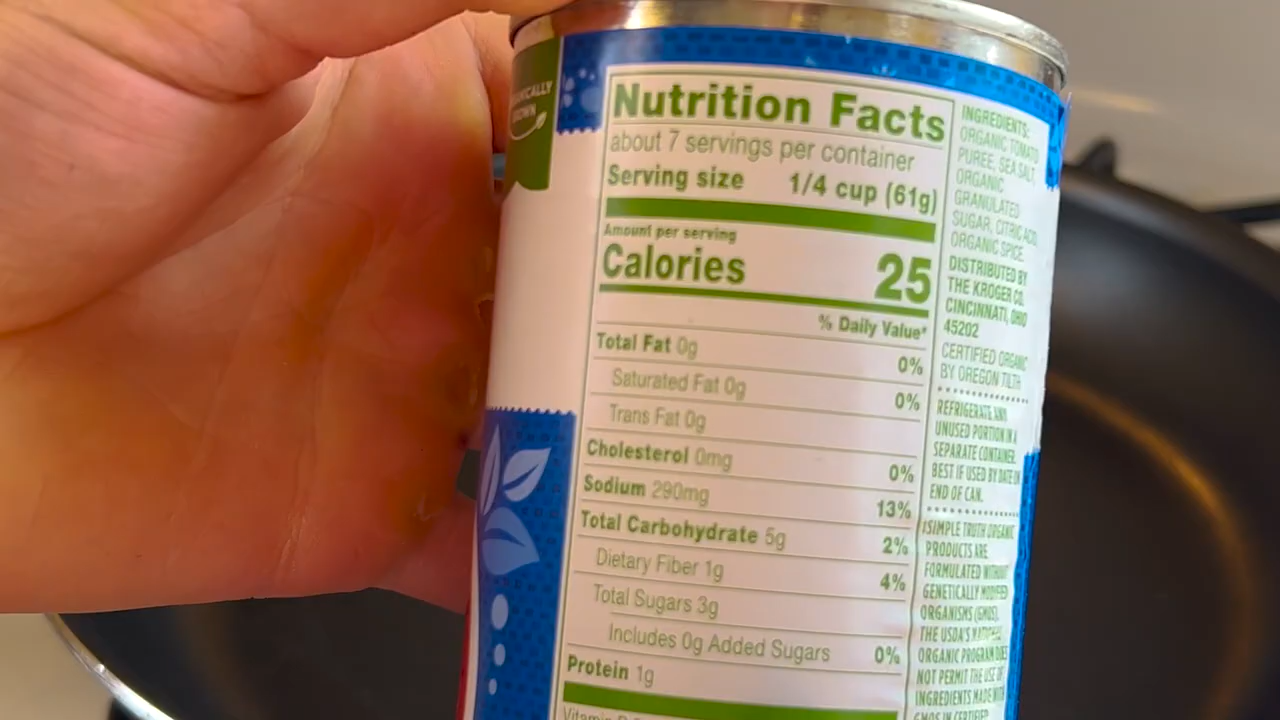 Nutrition Facts
about 7 servings per container
Serving size 1/4 cup (61g)
Amount per serving
Calories 25
% Daily Value*
Total Fat 0g 0%
Saturated Fat 0g 0%
Trans Fat 0g
Cholesterol 0mg 0%
Sodium 290mg 13%
Total Carbohydrate 5g 2%
Dietary Fiber 1g 4%
Total Sugars 3g
Includes 0g Added Sugars 0%
Protein 1g
INGREDIENTS:
ORGANIC TOMATO
PUREE, SEA SALT,
ORGANIC
GRANULATED
SUGAR, CITRIC ACID,
ORGANIC SPICE.
DISTRIBUTED BY
THE KROGER CO.
CINCINNATI, OHIO
45202
CERTIFIED ORGANIC
BY OREGON TILTH
REFRIGERATE ANY
UNUSED PORTION IN A
SEPARATE CONTAINER.
BEST IF USED BY DATE ON
END OF CAN.
SIMPLE TRUTH ORGANIC
PRODUCTS ARE
FORMULATED WITHOUT
GENETICALLY MODIFIED
ORGANISMS (GMOS).
THE USDA'S NATIONAL
ORGANIC PROGRAM DOES
NOT PERMIT THE USE OF
INGREDIENTS MADE WITH
GMOS IN CERTIFIED